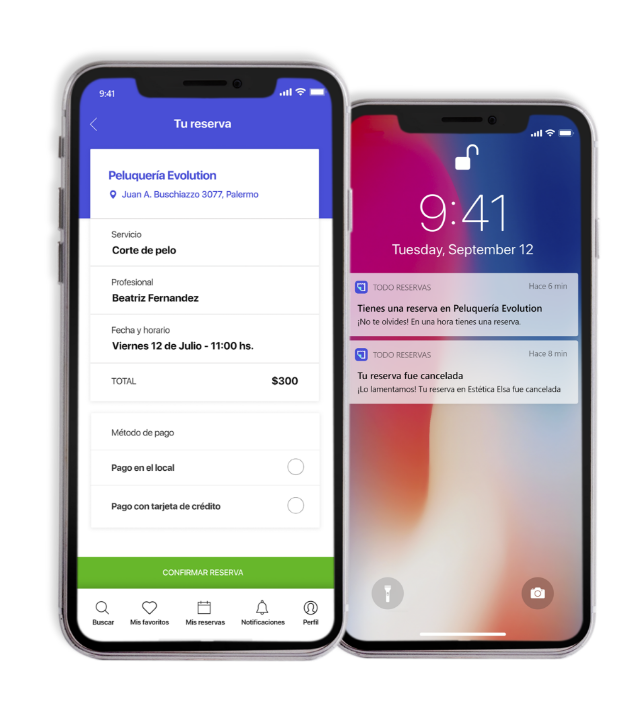 9:41
Tu reserva
Peluquería Evolution
Juan A. Buschiazzo 3077, Palermo
Servicio
Corte de pelo
Profesional
Beatriz Fernandez
Fecha y horario
Viernes 12 de Julio - 11:00 hs.
TOTAL $300
Método de pago
Pago en el local
Pago con tarjeta de crédito
CONFIRMAR RESERVA
Buscar Mis favoritos Mis reservas Notificaciones Perfil
9:41
Tuesday, September 12
TODO RESERVAS Hace 6 min
Tienes una reserva en Peluquería Evolution
¡No te olvides! En una hora tienes una reserva.
TODO RESERVAS Hace 8 min
Tu reserva fue cancelada
¡Lo lamentamos! Tu reserva en Estética Elsa fue cancelada